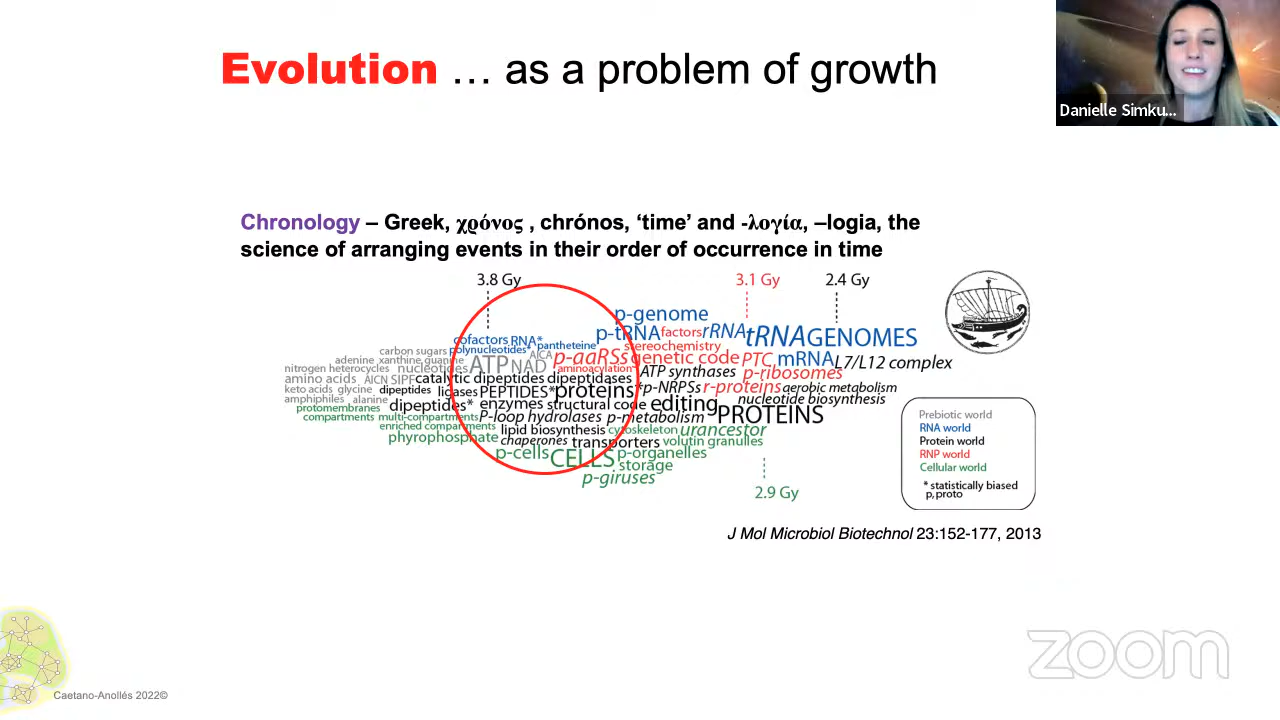 Evolution … as a problem of growth
Danielle Simku...
Chronology – Greek, χρόνος , chrónos, ‘time’ and -λογία, –logia, the
science of arranging events in their order of occurrence in time
3.8 Gy
3.1 Gy
2.4 Gy
p-genome
cofactors RNA* p-tRNA factors rRNA tRNA GENOMES
pantheteine
carbon sugars polynucleotides* AICA stereochemistry
adenine xanthine guanine ATP NAD p-aaRSs genetic code PTC mRNA L7/L12 complex
nitrogen heterocycles nucleotides aminoacylation ATP synthases p-ribosomes
amino acids AICN SIPF catalytic dipeptides dipeptidases
keto acids glycine dipeptides ligases PEPTIDES* proteins *p-NRPSs r-proteins aerobic metabolism
amphiphiles alanine nucleotide biosynthesis
protomembranes dipeptides* enzymes structural code editing PROTEINS
compartments multi-compartments P-loop hydrolases p-metabolism
enriched compartments lipid biosynthesis cytoskeleton urancestor
pyrophosphate chaperones transporters volutin granules
p-cells CELLS p-organelles
storage
p-giruses
2.9 Gy
Prebiotic world
RNA world
Protein world
RNP world
Cellular world
* statistically biased
p, proto
J Mol Microbiol Biotechnol 23:152-177, 2013
zoom
Caetano-Anollés 2022©